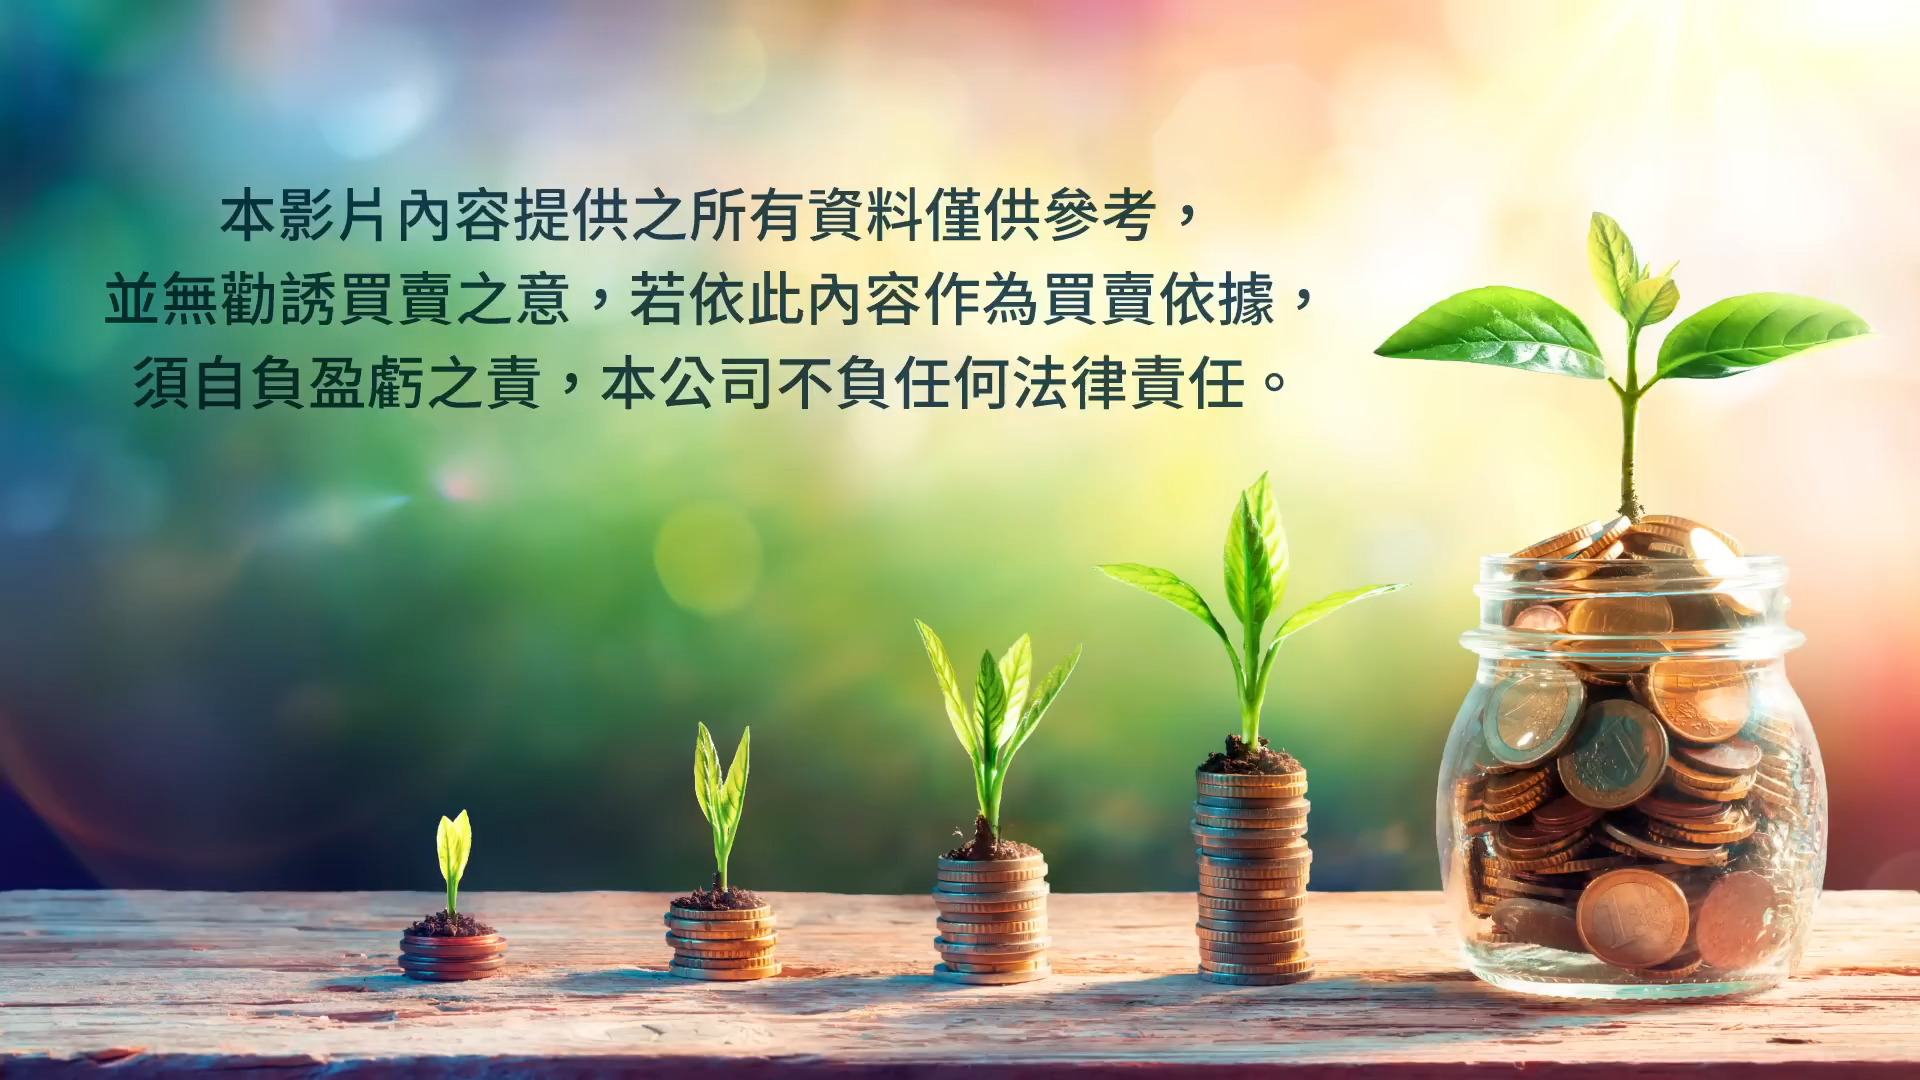 本影片內容提供之所有資料僅供參考，
並無勸誘買賣之意，若依此內容作為買賣依據，
須自負盈虧之責，本公司不負任何法律責任。